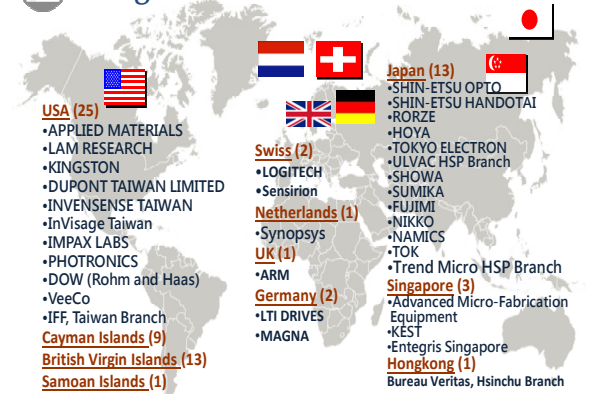 USA (25)
•APPLIED MATERIALS
•LAM RESEARCH
•KINGSTON
•DUPONT TAIWAN LIMITED
•INVENSENSE TAIWAN
•InVisage Taiwan
•IMPAX LABS
•PHOTRONICS
•DOW (Rohm and Haas)
•VeeCo
•IFF, Taiwan Branch
Cayman Islands (9)
British Virgin Islands (13)
Samoan Islands (1)
Swiss (2)
•LOGITECH
•Sensirion
Netherlands (1)
•Synopsys
UK (1)
•ARM
Germany (2)
•LTI DRIVES
•MAGNA
Japan (13)
•SHIN-ETSU OPTO
•SHIN-ETSU HANDOTAI
•RORZE
•HOYA
•TOKYO ELECTRON
•ULVAC HSP Branch
•SHOWA
•SUMIKA
•FUJIMI
•NIKKO
•NAMICS
•TOK
•Trend Micro HSP Branch
Singapore (3)
•Advanced Micro-Fabrication
Equipment
•KEST
•Entegris Singapore
Hongkong (1)
Bureau Veritas, Hsinchu Branch